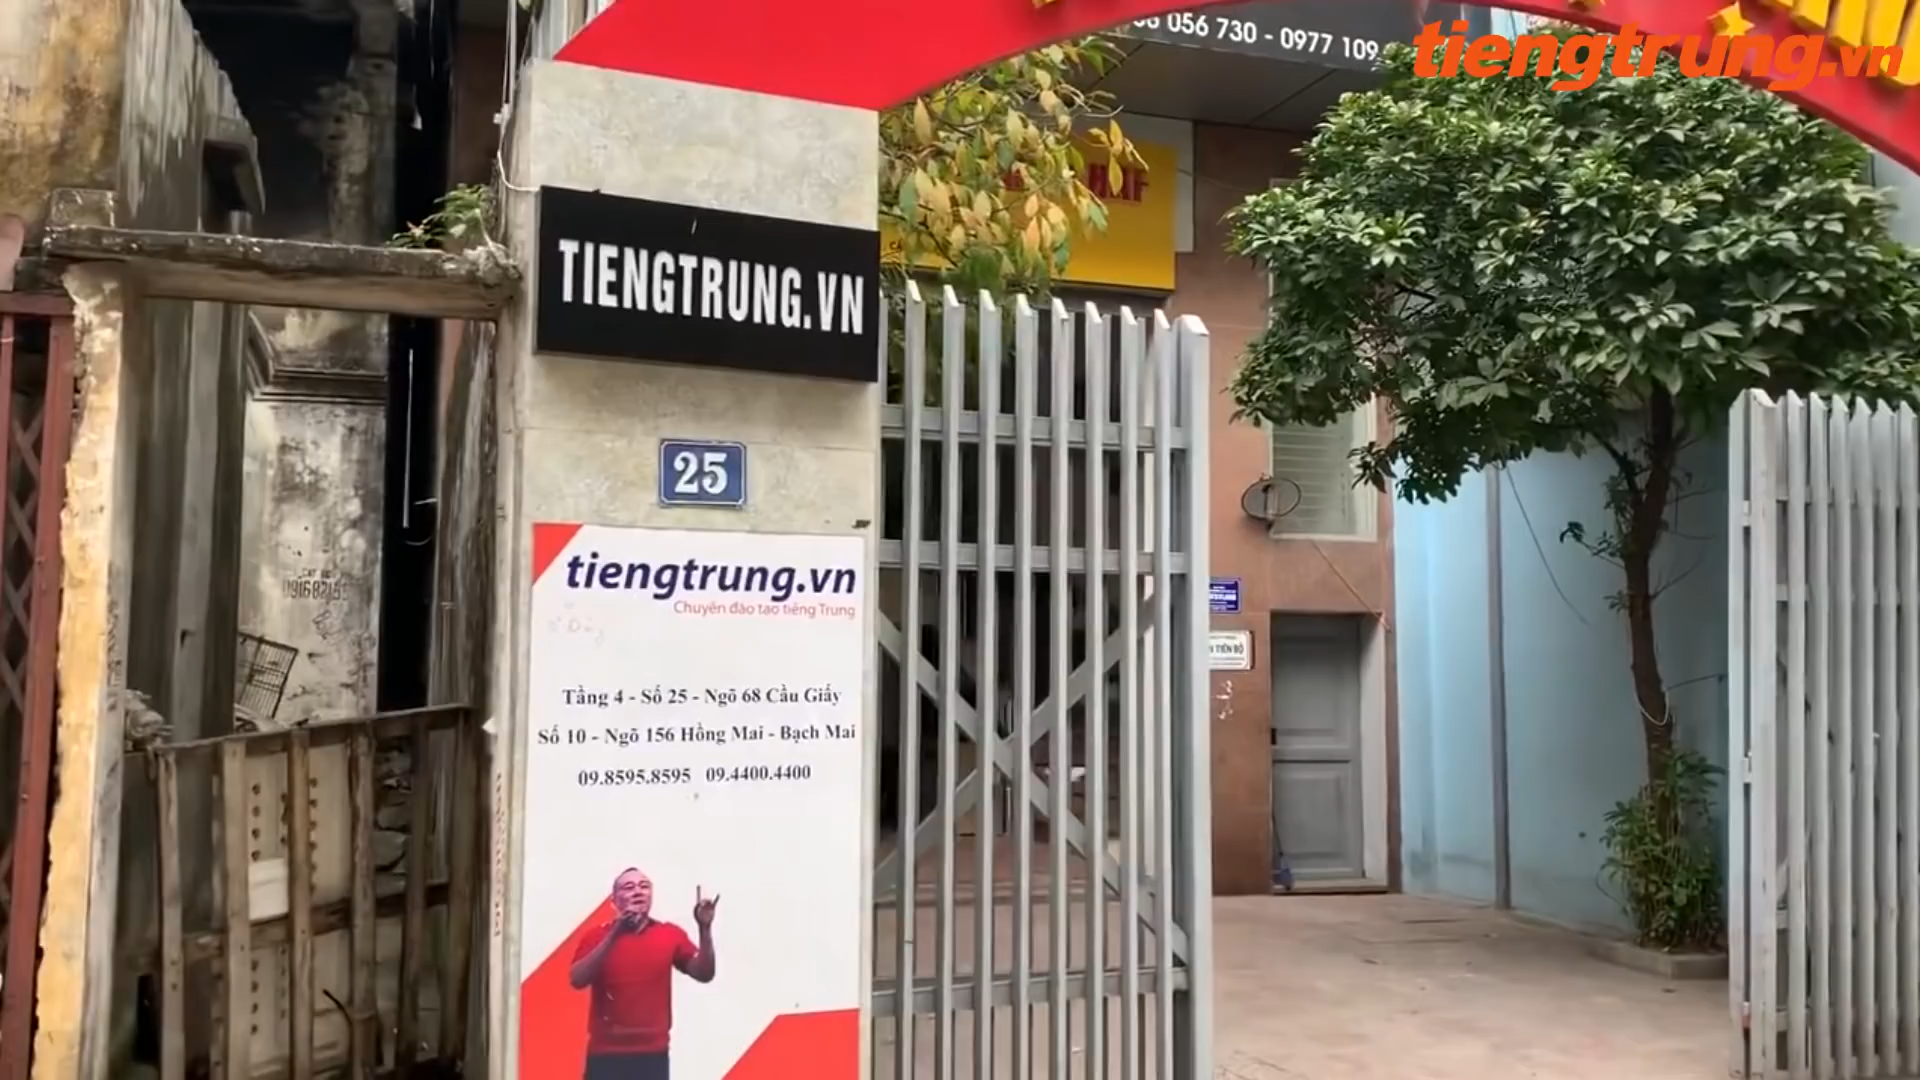 056 730 - 0977 109
tiengtrung.vn
TIENGTRUNG.VN
25
tiengtrung.vn
Chuyên đào tạo tiếng Trung
Tầng 4 - Số 25 - Ngõ 68 Cầu Giấy
Số 10 - Ngõ 156 Hồng Mai - Bạch Mai
09.8595.8595 09.4400.4400
TIẾN BỘ